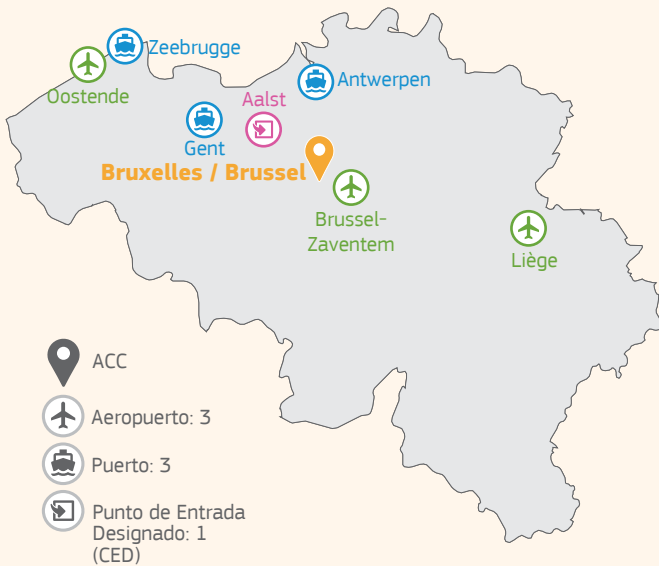 Zeebrugge
Oostende
Antwerpen
Aalst
Gent
Bruxelles / Brussel
Brussel-
Zaventem
Liège
ACC
Aeropuerto: 3
Puerto: 3
Punto de Entrada
Designado: 1
(CED)